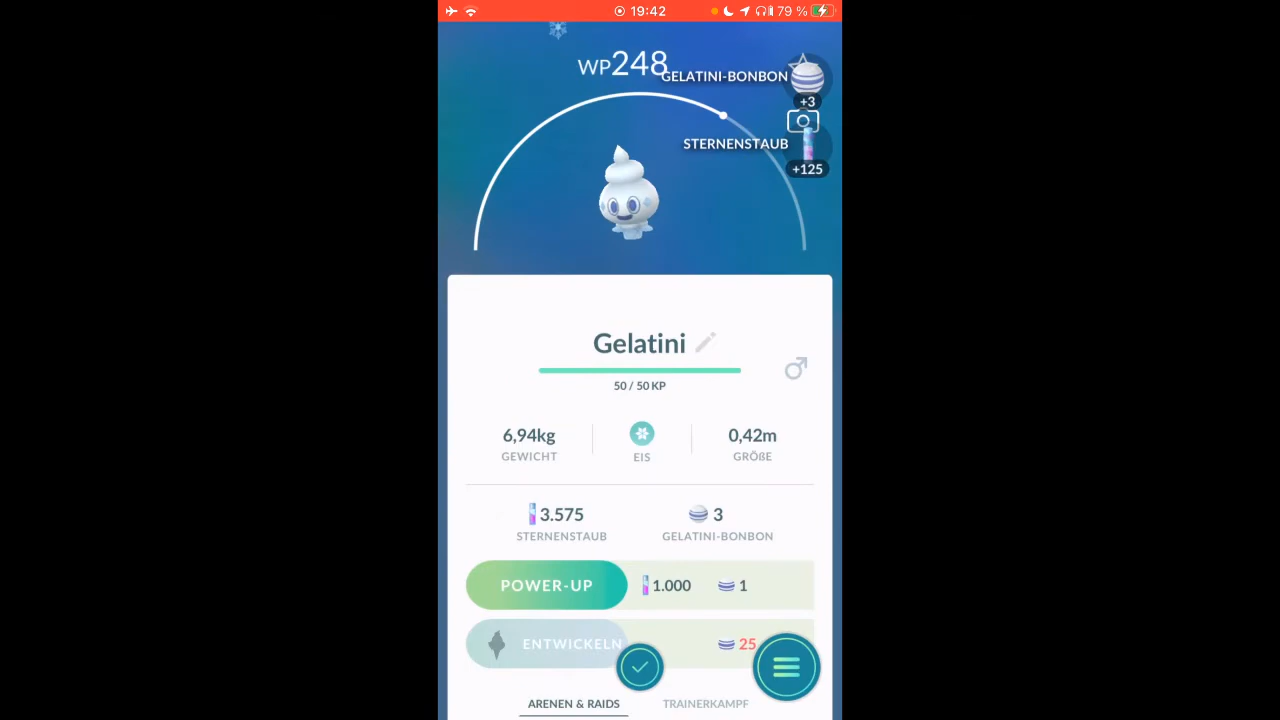 19:42
79 %
WP248
GELATINI-BONBON
+3
STERNENSTAUB
+125
Gelatini
50 / 50 KP
6,94kg
0,42m
GEWICHT
EIS
GRÖßE
3.575
3
STERNENSTAUB
GELATINI-BONBON
POWER-UP
1.000
1
ENTWICKELN
25
ARENEN & RAIDS
TRAINERKAMPF